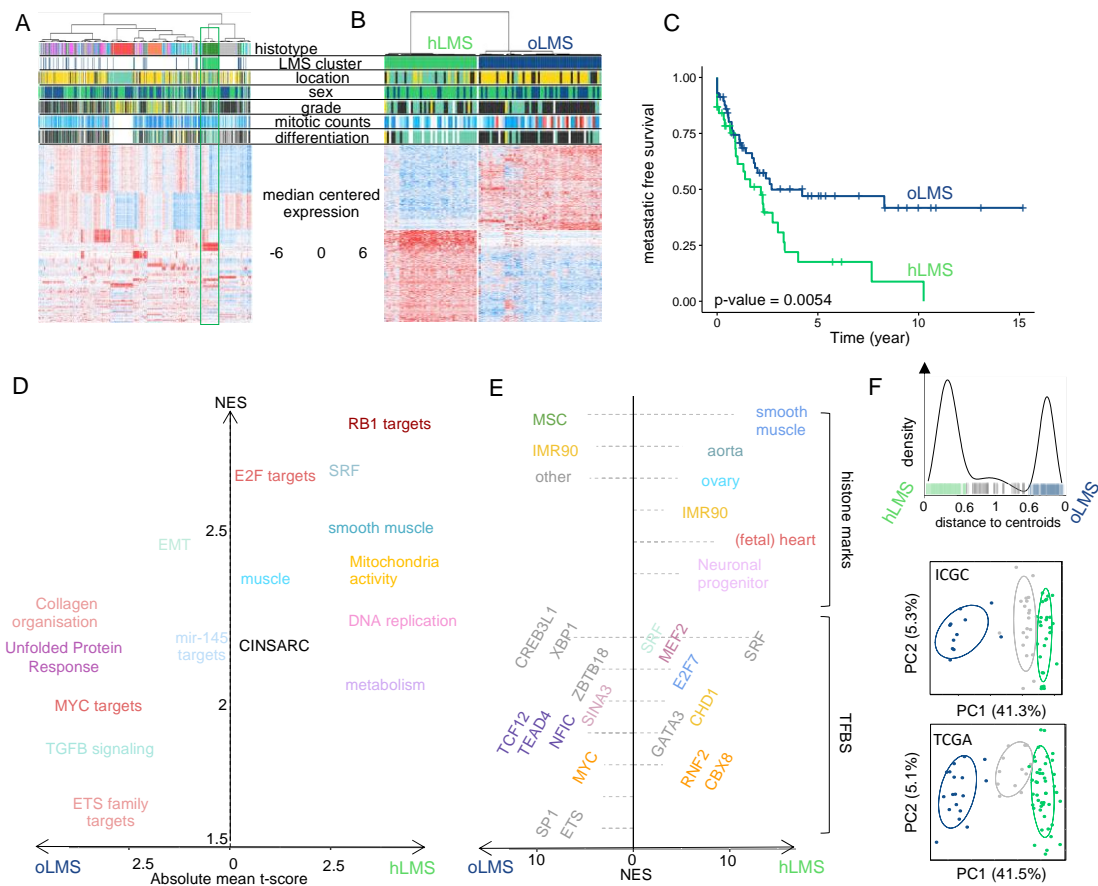 A
histotype
LMS cluster
location
sex
grade
mitotic counts
differentiation
median centered
expression
-6 0 6
B
hLMS oLMS
C
metastatic free survival
1.00
0.75
0.50
0.25
0.00
oLMS
hLMS
p-value = 0.0054
0 5 10 15
Time (year)
D
NES
RB1 targets
E2F targets
SRF
2.5
smooth muscle
EMT
muscle
Mitochondria
activity
Collagen
organisation
DNA replication
Unfolded Protein
Response
mir-145
targets
CINSARC
metabolism
MYC targets
2
TGFB signaling
ETS family
targets
1.5
2.5 0 2.5
oLMS
Absolute mean t-score
hLMS
E
MSC
smooth
muscle
IMR90
aorta
other
ovary
IMR90
(fetal) heart
Neuronal
progenitor
histone marks
CREB3L1
XBP1
SRF
MEF2
SRF
ZBTB18
E2F7
SINA3
CHD1
TCF12
TEAD4
NFIC
GATA3
MYC
RNF2
CBX8
SP1
ETS
TFBS
10 0 10
oLMS
NES
hLMS
F
density
hLMS
0 0.6 1 0.6 0
oLMS
distance to centroids
ICGC
PC2 (5.3%)
PC1 (41.3%)
TCGA
PC2 (5.1%)
PC1 (41.5%)